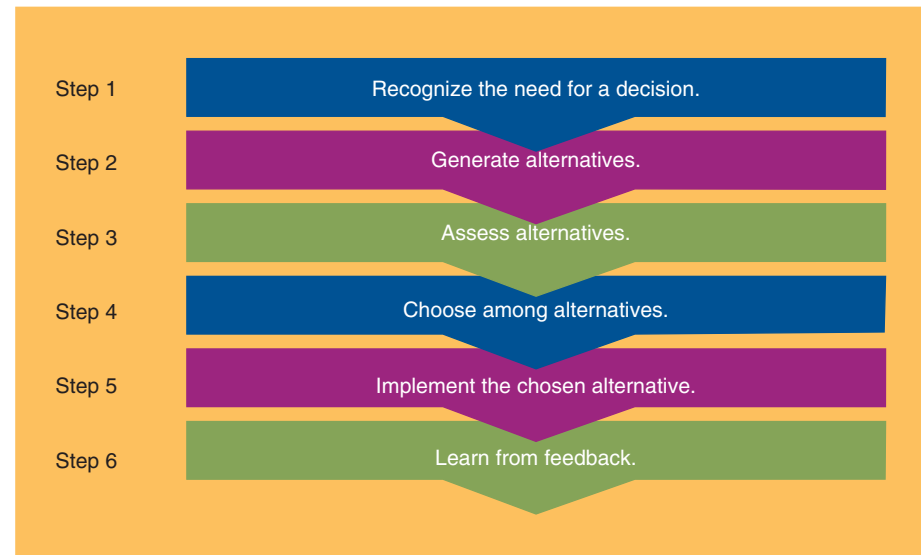 Step 1 Recognize the need for a decision.
Step 2 Generate alternatives.
Step 3 Assess alternatives.
Step 4 Choose among alternatives.
Step 5 Implement the chosen alternative.
Step 6 Learn from feedback.